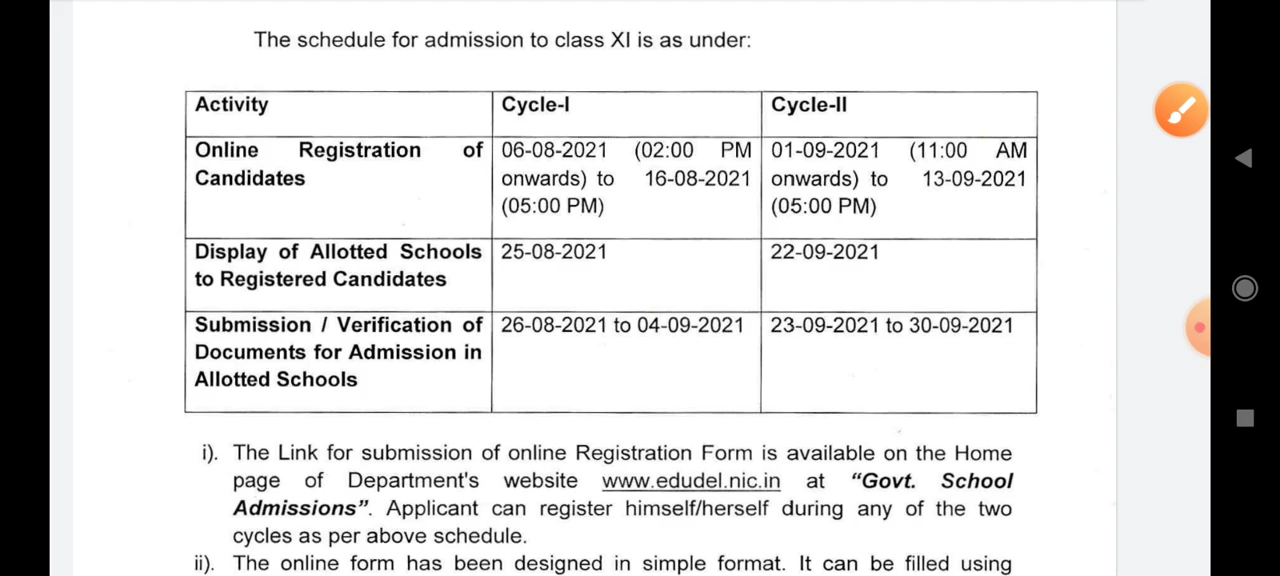 The schedule for admission to class XI is as under:
Activity Cycle-I Cycle-II
Online Registration of 06-08-2021 (02:00 PM 01-09-2021 (11:00 AM
Candidates onwards) to 16-08-2021 onwards) to 13-09-2021
(05:00 PM) (05:00 PM)
Display of Allotted Schools 25-08-2021 22-09-2021
to Registered Candidates
Submission / Verification of 26-08-2021 to 04-09-2021 23-09-2021 to 30-09-2021
Documents for Admission in
Allotted Schools
i). The Link for submission of online Registration Form is available on the Home
page of Department's website www.edudel.nic.in at "Govt. School
Admissions". Applicant can register himself/herself during any of the two
cycles as per above schedule.
ii). The online form has been designed in simple format. It can be filled using